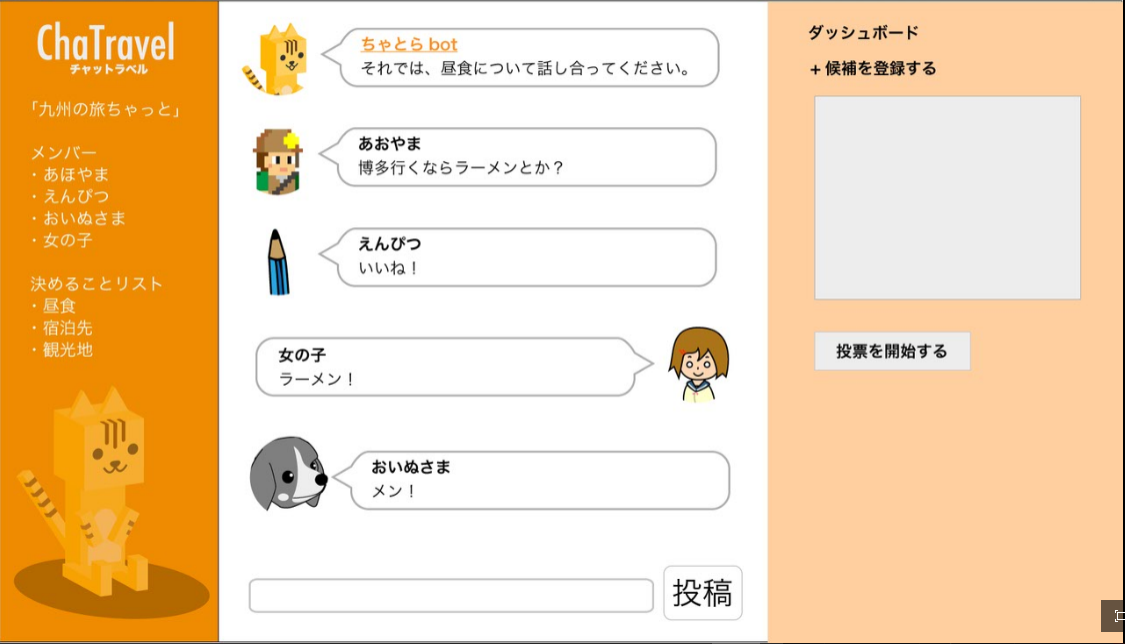 ChaTravel
チャットラベル
「九州の旅ちゃっと」
メンバー
・あほやま
・えんぴつ
・おいぬさま
・女の子
決めることリスト
・昼食
・宿泊先
・観光地
ちゃとら bot
それでは、昼食について話し合ってください。
あおやま
博多行くならラーメンとか？
えんぴつ
いいね！
女の子
ラーメン！
おいぬさま
メン！
投稿
ダッシュボード
+ 候補を登録する
投票を開始する